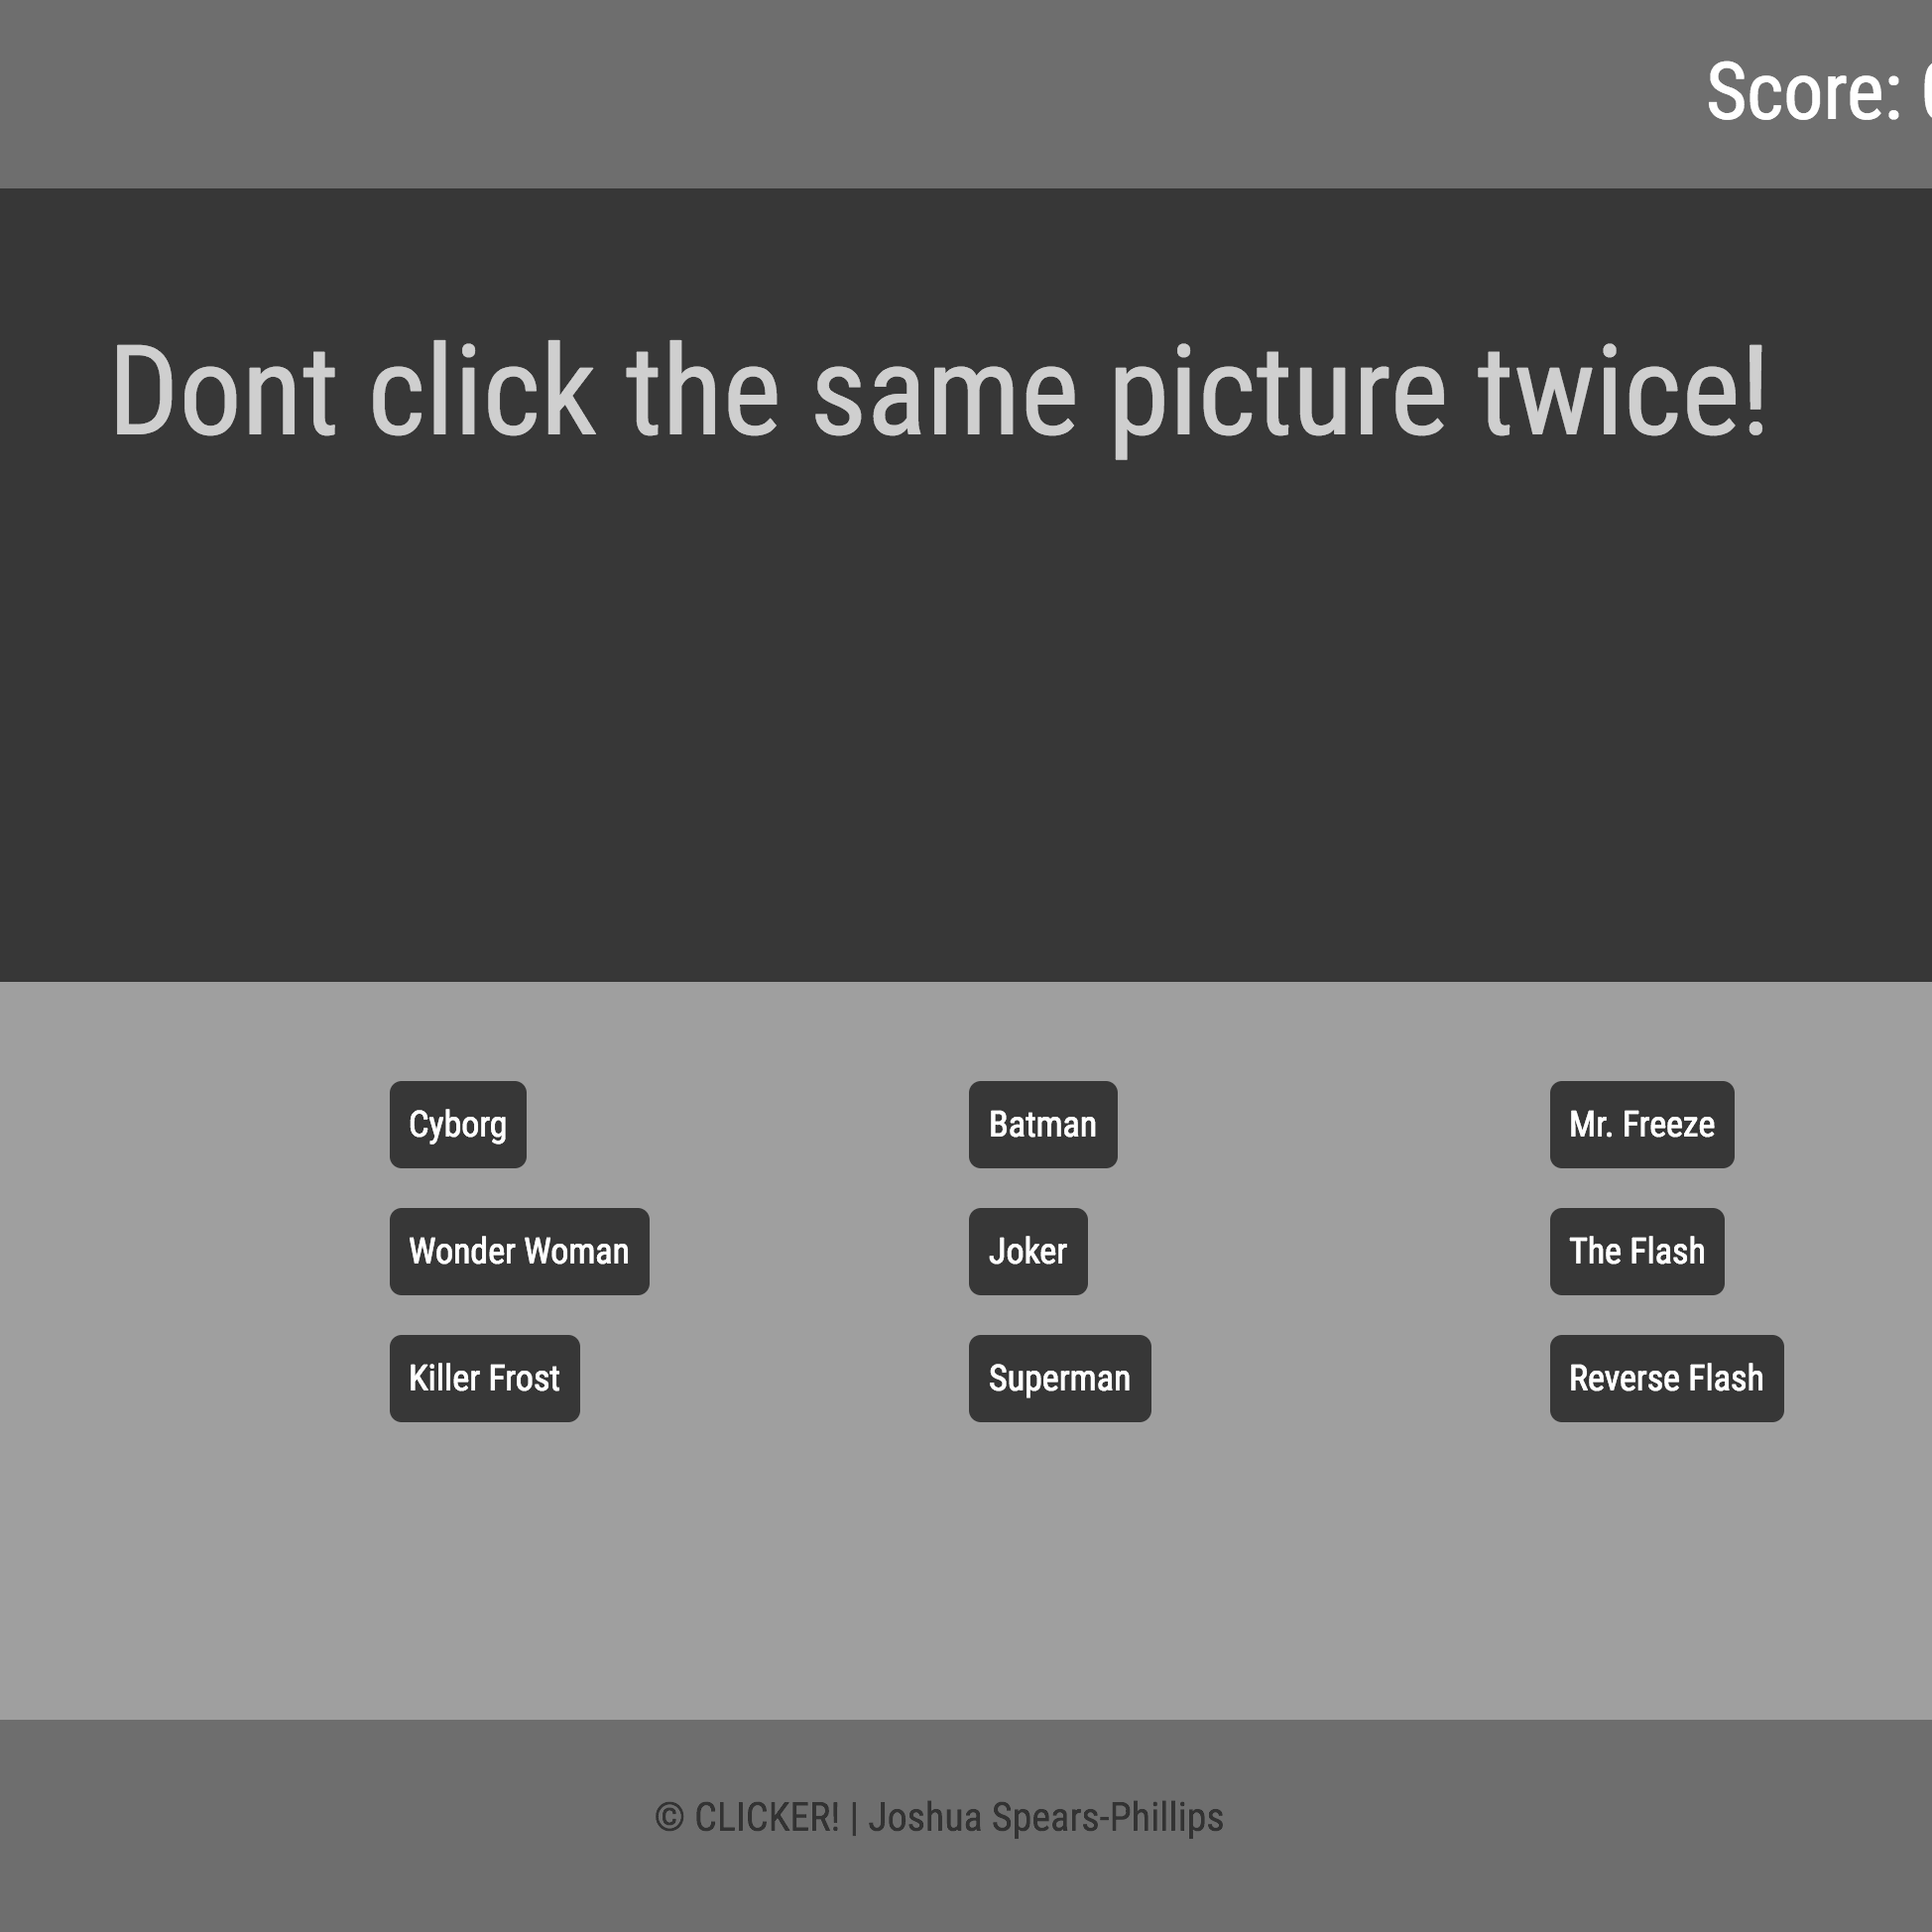 Score:
Dont click the same picture twice!
Cyborg Batman Mr. Freeze
Wonder Woman Joker The Flash
Killer Frost Superman Reverse Flash
© CLICKER! | Joshua Spears-Phillips